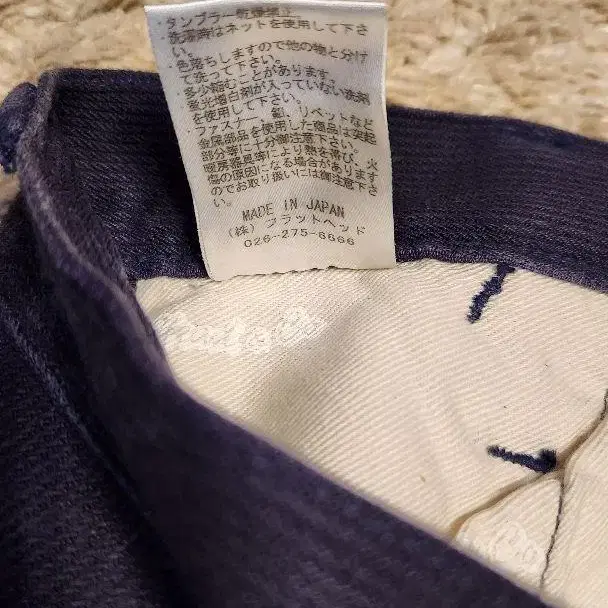 タンブラー乾燥禁止。
洗濯時はネットを使用して下さ
い。
色落ちしますので他の物と分け
て洗って下さい。
多少縮むことがあります。
蛍光増白剤が入っていない洗剤
を使用して下さい。
ファスナー、釦、リベットなど
金属部品を使用した商品は突起
部分等に十分御注意下さい。
暖房器具等により熱を帯び、火
傷の原因になる場合があります
のでお取り扱いには御注意下さ
い。
MADE IN JAPAN
(株)フラットヘッド
026-275-6666